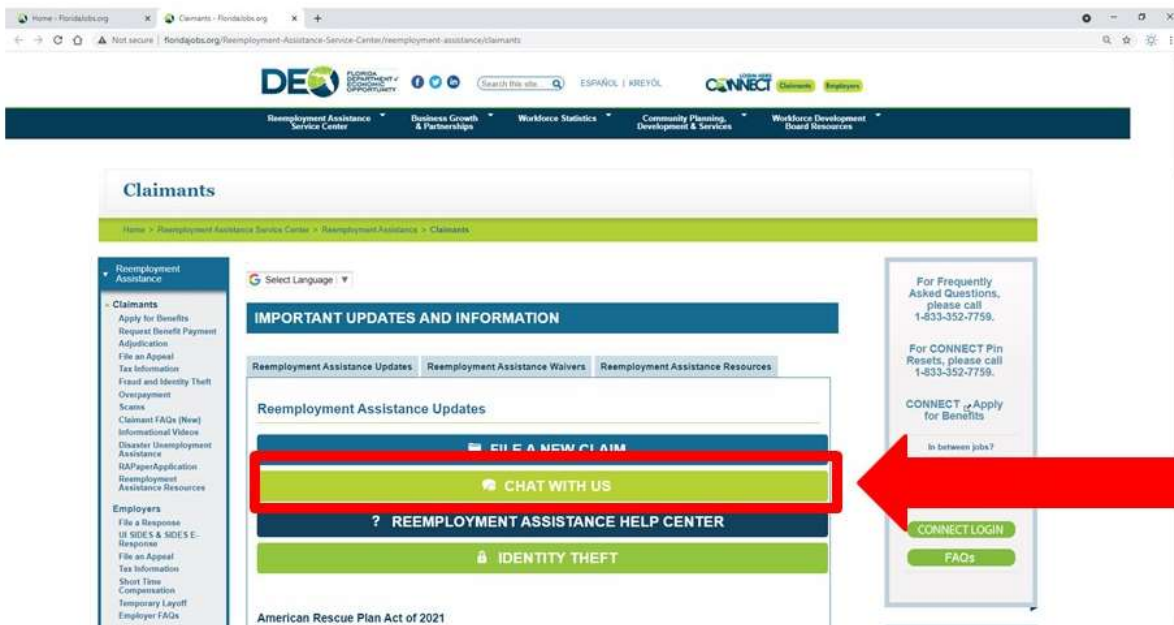 Home - FloridaJobs.org
Claimants - FloridaJobs.org
Not secure | floridajobs.org/Reemployment-Assistance-Service-Center/reemployment-assistance/claimants
DEO FLORIDA DEPARTMENT of ECONOMIC OPPORTUNITY
Search this site
ESPAÑOL | KREYOL
LOGIN HERE
CONNECT Claimants Employers
Reemployment Assistance Service Center
Business Growth & Partnerships
Workforce Statistics
Community Planning, Development & Services
Workforce Development Board Resources
Claimants
Home > Reemployment Assistance Service Center > Reemployment Assistance > Claimants
Reemployment
Assistance
Claimants
Apply for Benefits
Request Benefit Payment
Adjudication
File an Appeal
Tax Information
Fraud and Identity Theft
Overpayment
Scams
Claimant FAQs (New)
Informational Videos
Disaster Unemployment
Assistance
RAPaperApplication
Reemployment
Assistance Resources
Employers
File a Response
UI SIDES & SIDES E-
Response
File an Appeal
Tax Information
Short Time
Compensation
Temporary Layoff
Employer FAQs
Select Language
IMPORTANT UPDATES AND INFORMATION
Reemployment Assistance Updates Reemployment Assistance Waivers Reemployment Assistance Resources
Reemployment Assistance Updates
FILE A NEW CLAIM
CHAT WITH US
? REEMPLOYMENT ASSISTANCE HELP CENTER
IDENTITY THEFT
American Rescue Plan Act of 2021
For Frequently
Asked Questions,
please call
1-833-352-7759.
For CONNECT Pin
Resets, please call
1-833-352-7759.
CONNECT Apply
for Benefits
In between jobs?
CONNECT LOGIN
FAQs